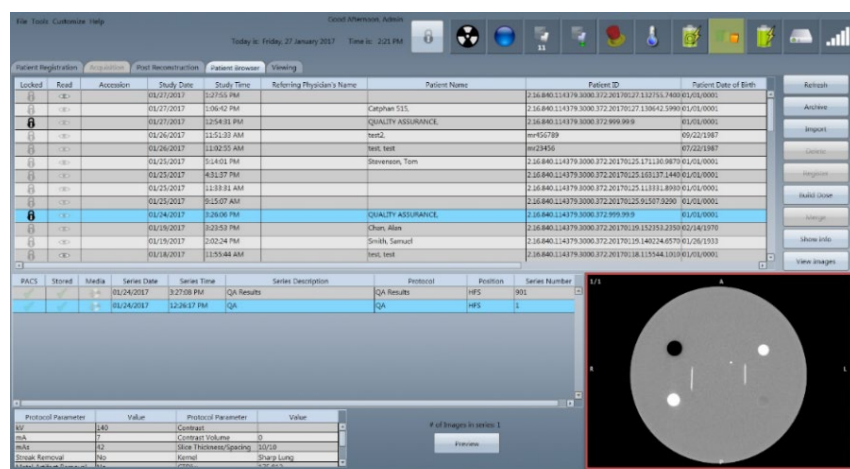 File Tools Customize Help
Good Afternoon, Admin
Today is: Friday, 27 January 2017 Time is: 2:21 PM
11
Patient Registration Acquisition Post Reconstruction Patient Browser Viewing
Locked Read Accession Study Date Study Time Referring Physician's Name Patient Name Patient ID Patient Date of Birth
01/27/2017 1:27:55 PM 2.16.840.114379.3000.372.20170127.132755.7400 01/01/0001
01/27/2017 1:06:42 PM Catphan 515, 2.16.840.114379.3000.372.20170127.130642.5990 01/01/0001
01/27/2017 12:54:31 PM QUALITY ASSURANCE, 2.16.840.114379.3000.372.999.99.9 01/01/0001
01/26/2017 11:51:33 AM test2, mr456789 09/22/1987
01/26/2017 11:02:55 AM test, test mr23456 07/22/1987
01/25/2017 5:14:01 PM Stevenson, Tom 2.16.840.114379.3000.372.20170125.171130.9870 01/01/0001
01/25/2017 4:31:37 PM 2.16.840.114379.3000.372.20170125.163137.1440 01/01/0001
01/25/2017 11:33:31 AM 2.16.840.114379.3000.372.20170125.113331.8930 01/01/0001
01/25/2017 9:15:07 AM 2.16.840.114379.3000.372.20170125.91507.9290 01/01/0001
01/24/2017 3:26:06 PM QUALITY ASSURANCE, 2.16.840.114379.3000.372.999.99.9 01/01/0001
01/19/2017 3:23:53 PM Chan, Alan 2.16.840.114379.3000.372.20170119.152353.2350 02/14/1970
01/19/2017 2:02:24 PM Smith, Samuel 2.16.840.114379.3000.372.20170119.140224.6570 01/26/1933
01/18/2017 11:55:44 AM test, test 2.16.840.114379.3000.372.20170118.115544.1010 01/01/0001
Refresh
Archive
Import
Delete
Register
Build Dose
Merge
Show info
View Images
PACS Stored Media Series Date Series Time Series Description Protocol Position Series Number
01/24/2017 3:27:08 PM QA Results QA Results HFS 901
01/24/2017 12:26:17 PM QA QA HFS 1
1/1 A
R L
Protocol Parameter Value Protocol Parameter Value
kV 140 Contrast
mA 7 Contrast Volume 0
mAs 42 Slice Thickness/Spacing 10/10
Streak Removal No Kernel Sharp Lung
Metal Artifact Removal No
# of Images in series 1
Preview